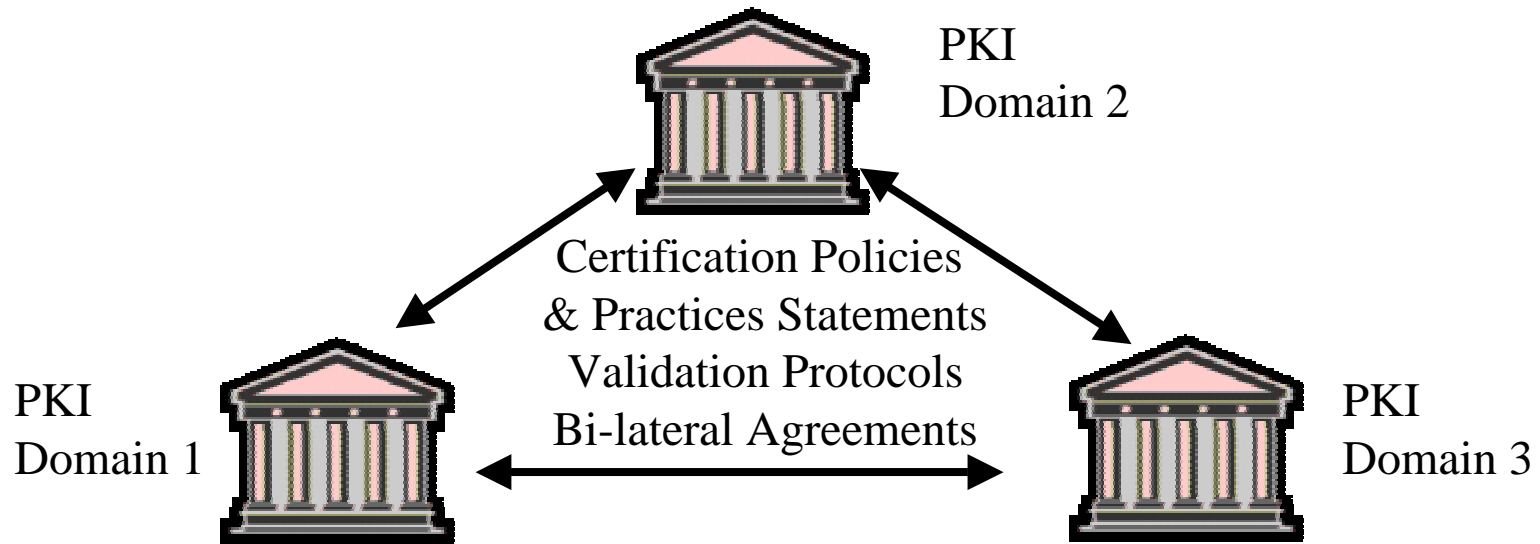 PKI
Domain 2
Certification Policies
& Practices Statements
Validation Protocols
Bi-lateral Agreements
PKI
Domain 1
PKI
Domain 3